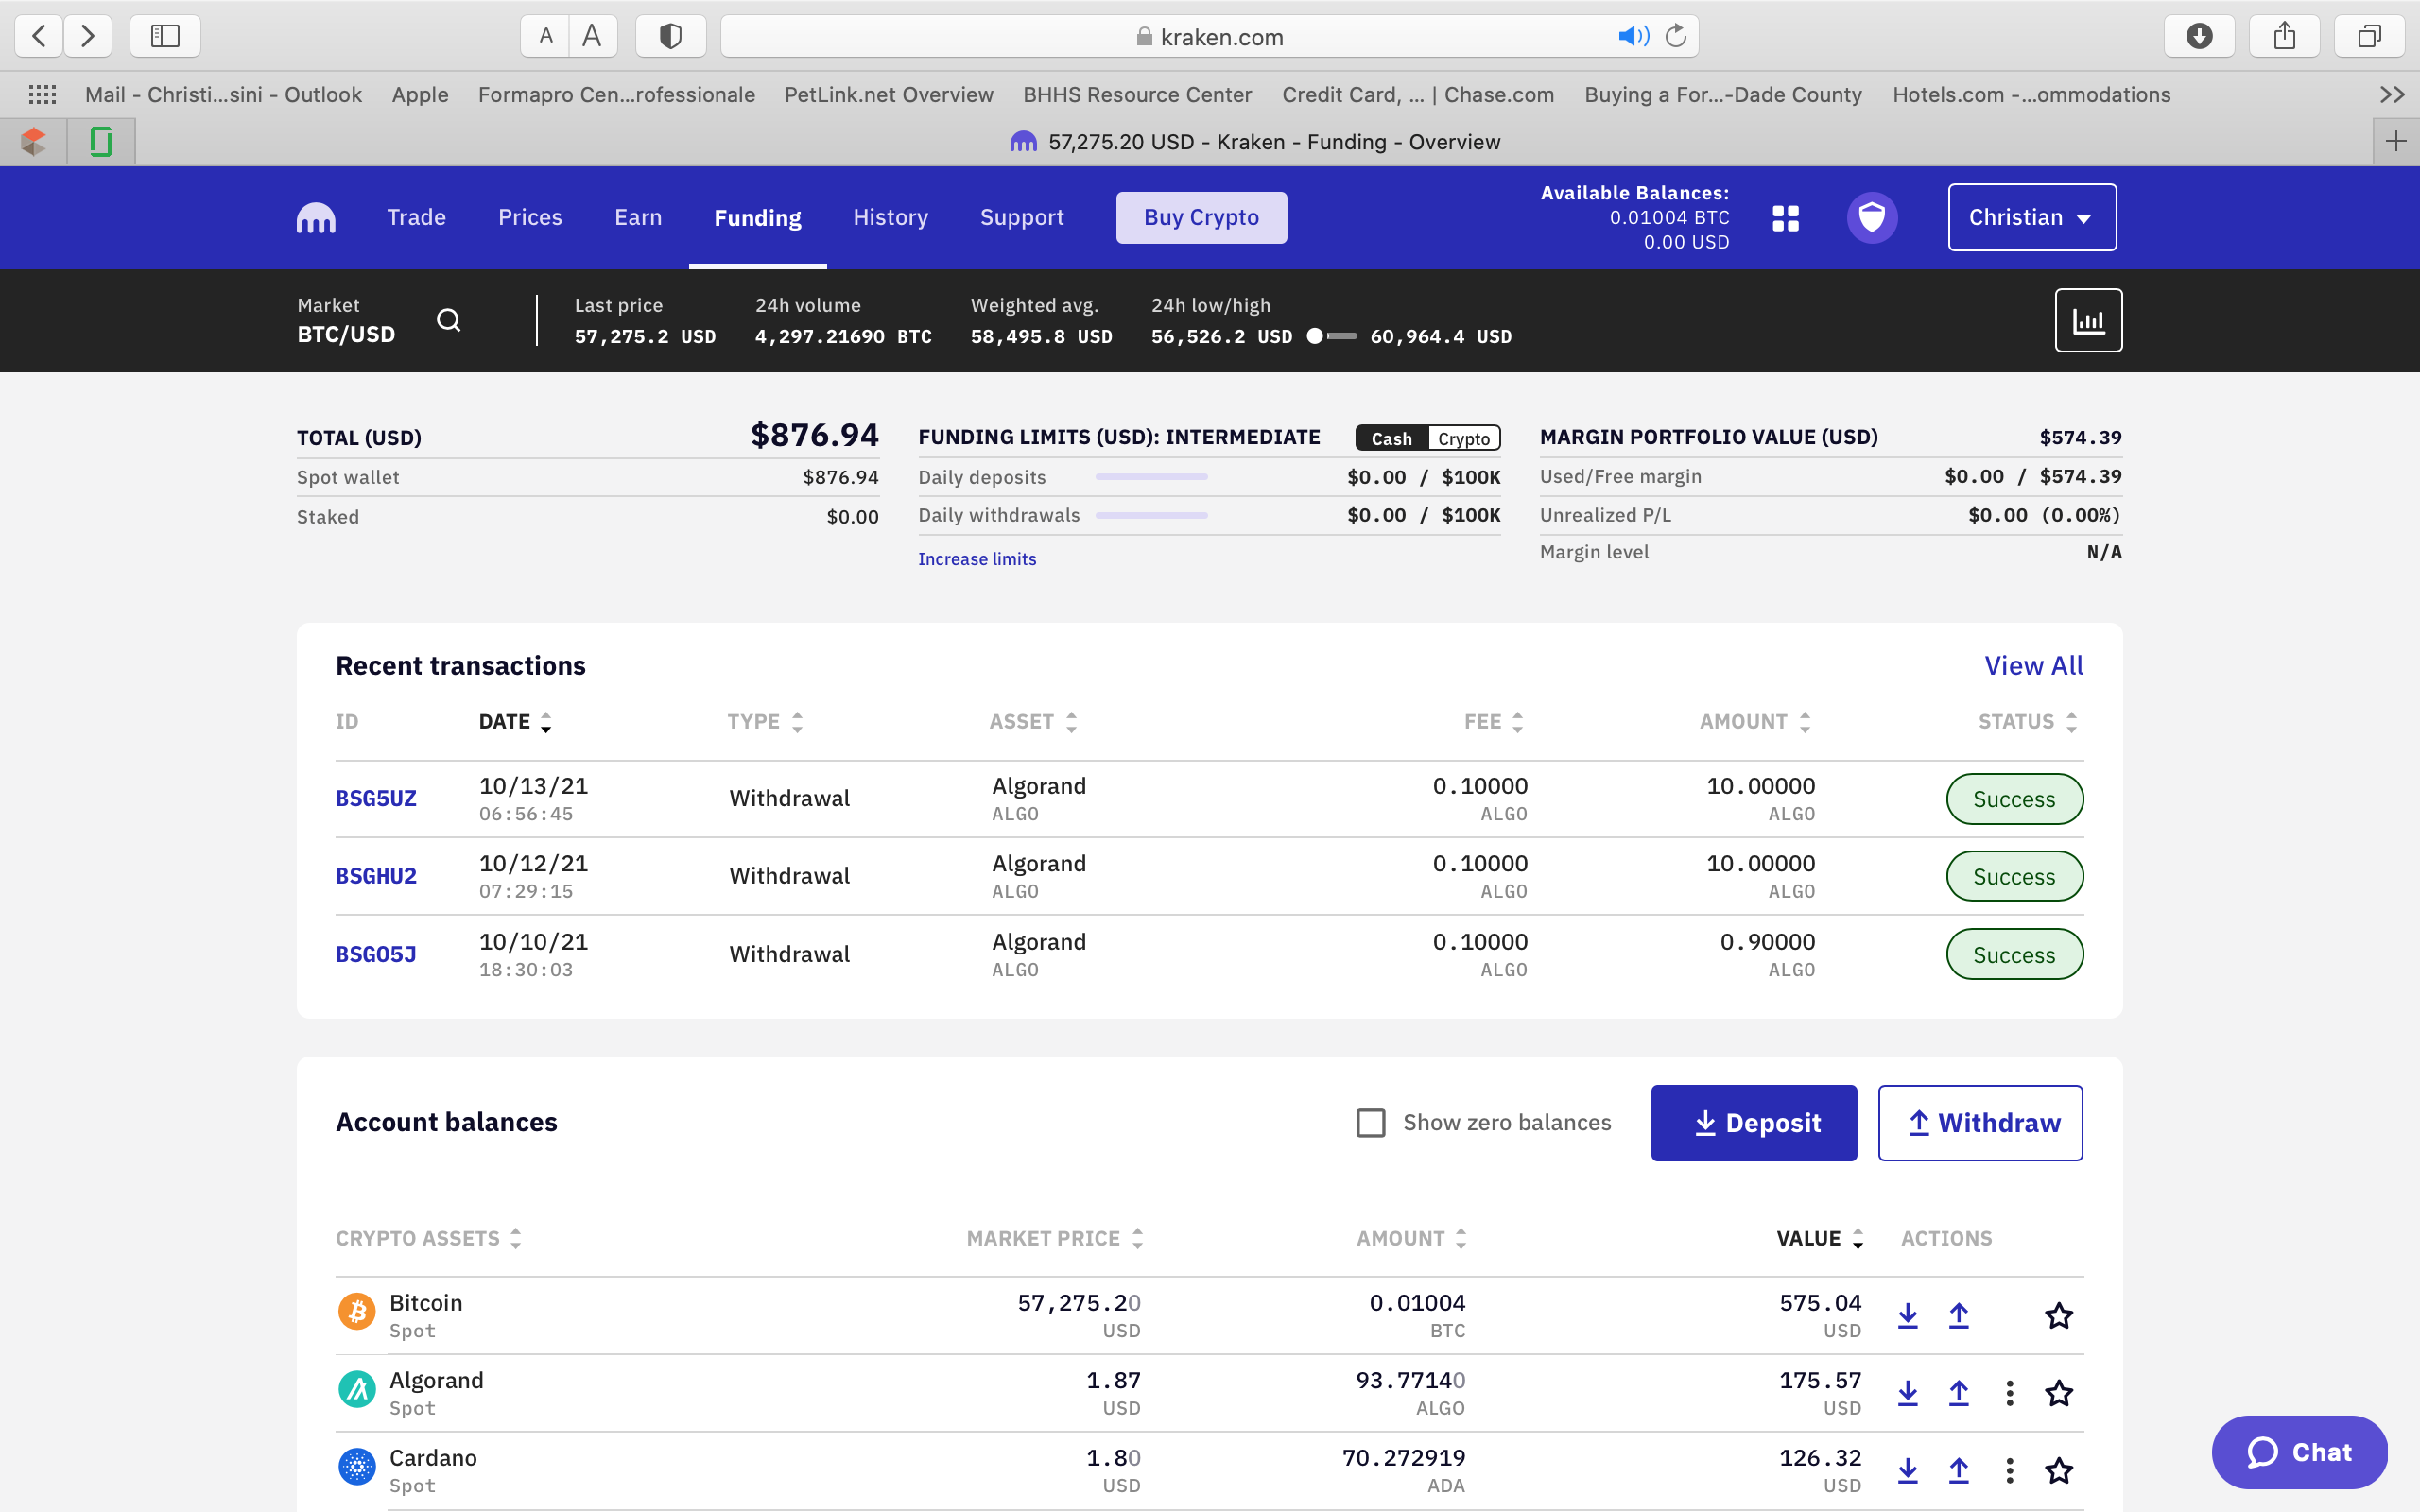 A A kraken.com
Mail - Christi...sini - Outlook Apple Formapro Cen...rofessionale PetLink.net Overview BHHS Resource Center Credit Card, ... | Chase.com Buying a For...-Dade County Hotels.com -...ommodations
57,275.20 USD - Kraken - Funding - Overview
Trade Prices Earn Funding History Support Buy Crypto
Available Balances:
0.01004 BTC
0.00 USD
Christian
Market Last price 24h volume Weighted avg. 24h low/high
BTC/USD 57,275.2 USD 4,297.21690 BTC 58,495.8 USD 56,526.2 USD 60,964.4 USD
TOTAL (USD) $876.94
Spot wallet $876.94
Staked $0.00
FUNDING LIMITS (USD): INTERMEDIATE Cash Crypto
Daily deposits $0.00 / $100K
Daily withdrawals $0.00 / $100K
Increase limits
MARGIN PORTFOLIO VALUE (USD) $574.39
Used/Free margin $0.00 / $574.39
Unrealized P/L $0.00 (0.00%)
Margin level N/A
Recent transactions View All
ID DATE TYPE ASSET FEE AMOUNT STATUS
BSG5UZ 10/13/21 Withdrawal Algorand 0.10000 10.00000 Success
06:56:45 ALGO ALGO ALGO
BSGHU2 10/12/21 Withdrawal Algorand 0.10000 10.00000 Success
07:29:15 ALGO ALGO ALGO
BSGO5J 10/10/21 Withdrawal Algorand 0.10000 0.90000 Success
18:30:03 ALGO ALGO ALGO
Account balances Show zero balances Deposit Withdraw
CRYPTO ASSETS MARKET PRICE AMOUNT VALUE ACTIONS
Bitcoin 57,275.20 0.01004 575.04
Spot USD BTC USD
Algorand 1.87 93.77140 175.57
Spot USD ALGO USD
Cardano 1.80 70.272919 126.32
Spot USD ADA USD
Chat